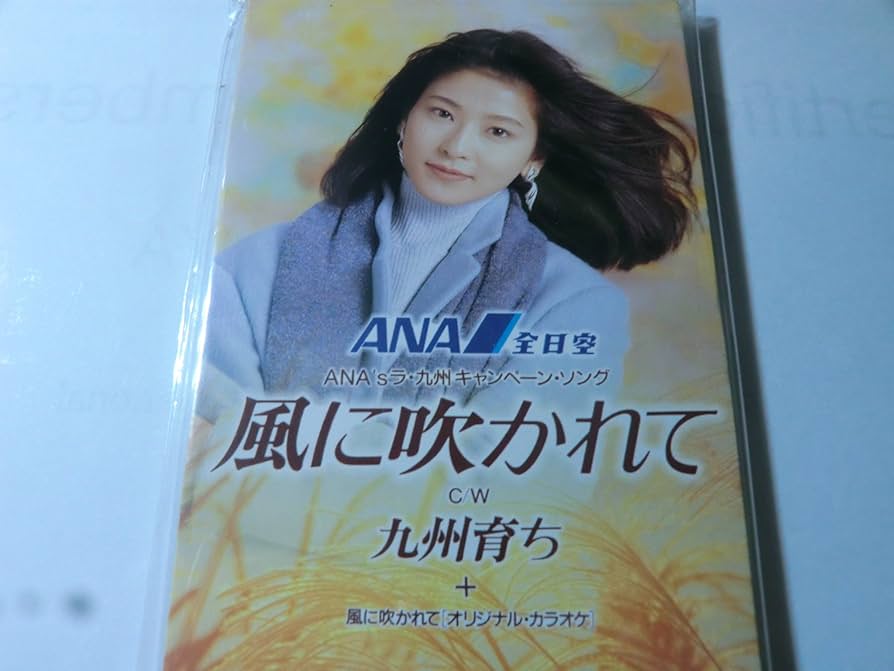 ANA 全日空
ANA'sラ・九州 キャンペーン・ソング
風に吹かれて
C/W
九州育ち
+
風に吹かれて[オリジナル・カラオケ]